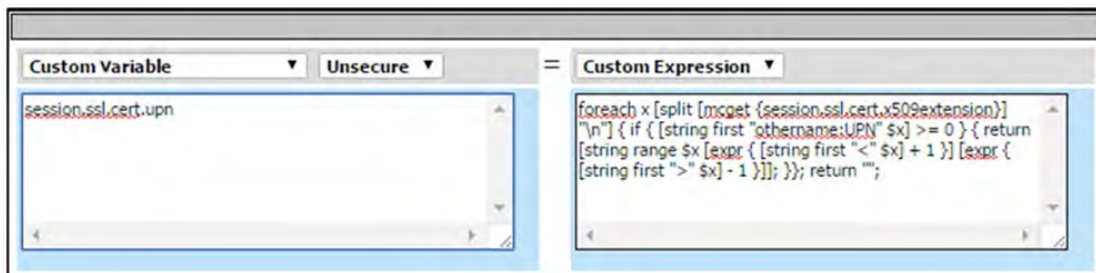 Custom Variable Unsecure = Custom Expression
session.ssl.cert.upn
foreach x [split [mcget {session.ssl.cert.x509extension}]
"\n"] { if { [string first "othername:UPN" $x] >= 0 } { return
[string range $x [expr { [string first "<" $x] + 1 }] [expr {
[string first ">" $x] - 1 }]]; }}; return "";